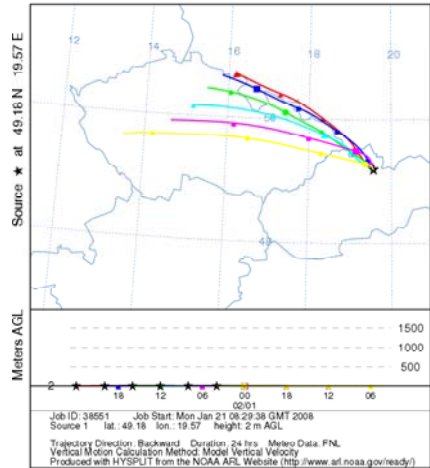 12 14 16 18 20
Source ★ at 49.18 N 19.57 E
50
48
Meters AGL
1500
1000
500
2
18 12 06 00 18 12 06
02/01
Job ID: 38551 Job Start: Mon Jan 21 08:29:38 GMT 2008
Source 1 lat.: 49.18 lon.: 19.57 height: 2 m AGL
Trajectory Direction: Backward Duration: 24 hrs Meteo Data: FNL
Vertical Motion Calculation Method: Model Vertical Velocity
Produced with HYSPLIT from the NOAA ARL Website (http://www.arl.noaa.gov/ready/)